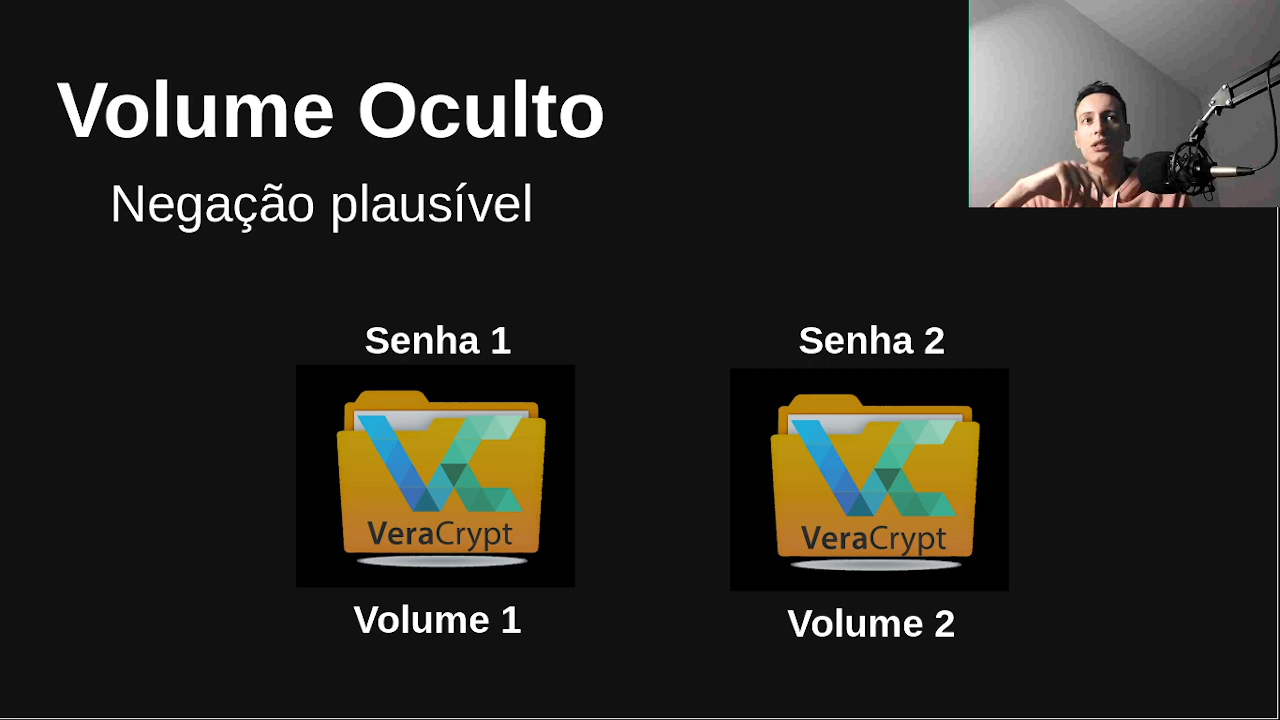 Volume Oculto
Negação plausível
Senha 1
Senha 2
VeraCrypt
VeraCrypt
Volume 1
Volume 2